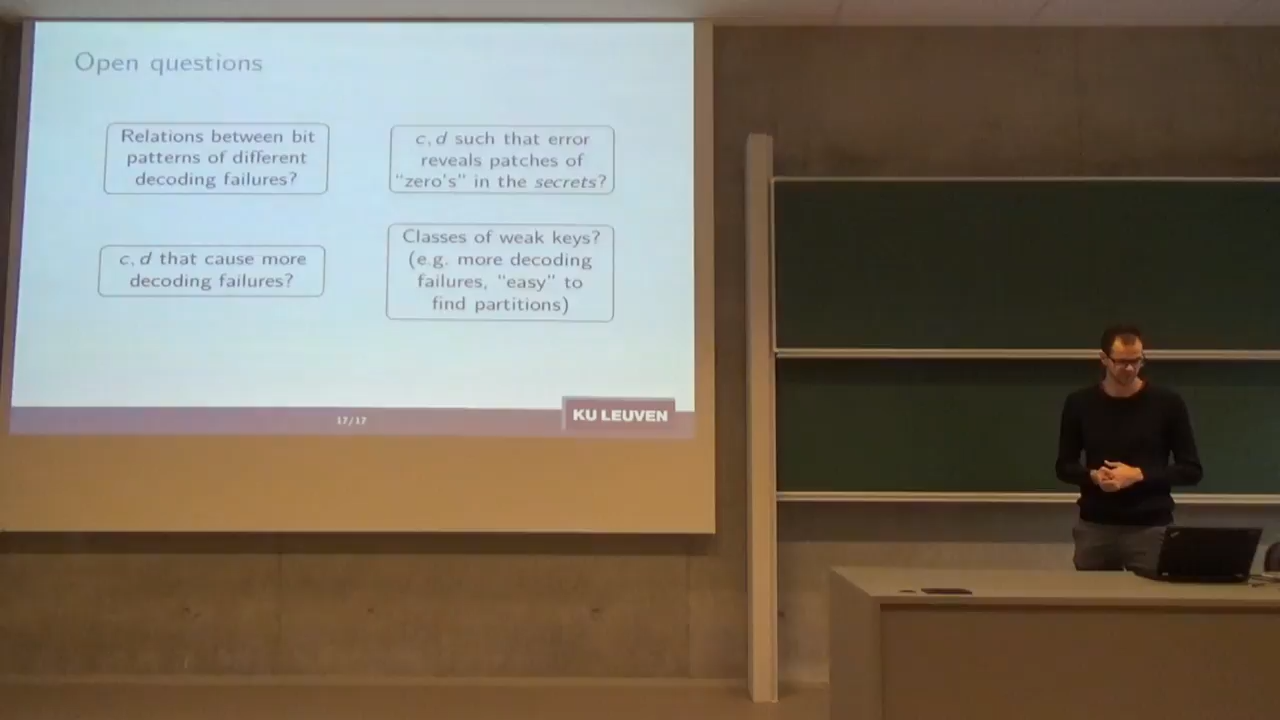 Open questions
Relations between bit
patterns of different
decoding failures?
c, d such that error
reveals patches of
“zero's” in the secrets?
c, d that cause more
decoding failures?
Classes of weak keys?
(e.g. more decoding
failures, “easy” to
find partitions)
17/17
KU LEUVEN